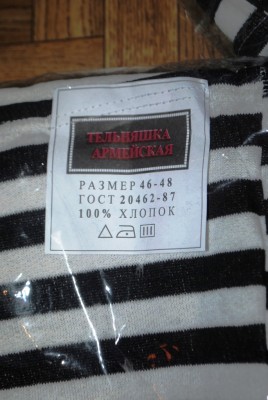 ТЕЛЬНЯШКА
АРМЕЙСКАЯ
РАЗМЕР 46-48
ГОСТ 20462-87
100% ХЛОПОК